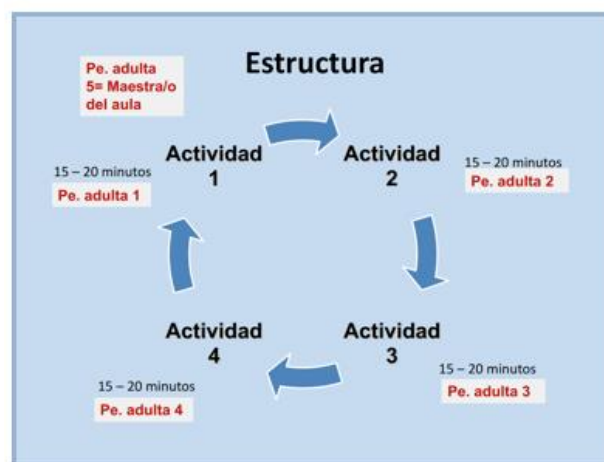 Estructura
Pe. adulta
5= Maestra/o
del aula
Actividad
1
15 – 20 minutos
Pe. adulta 1
Actividad
2
15 – 20 minutos
Pe. adulta 2
Actividad
3
15 – 20 minutos
Pe. adulta 3
Actividad
4
15 – 20 minutos
Pe. adulta 4